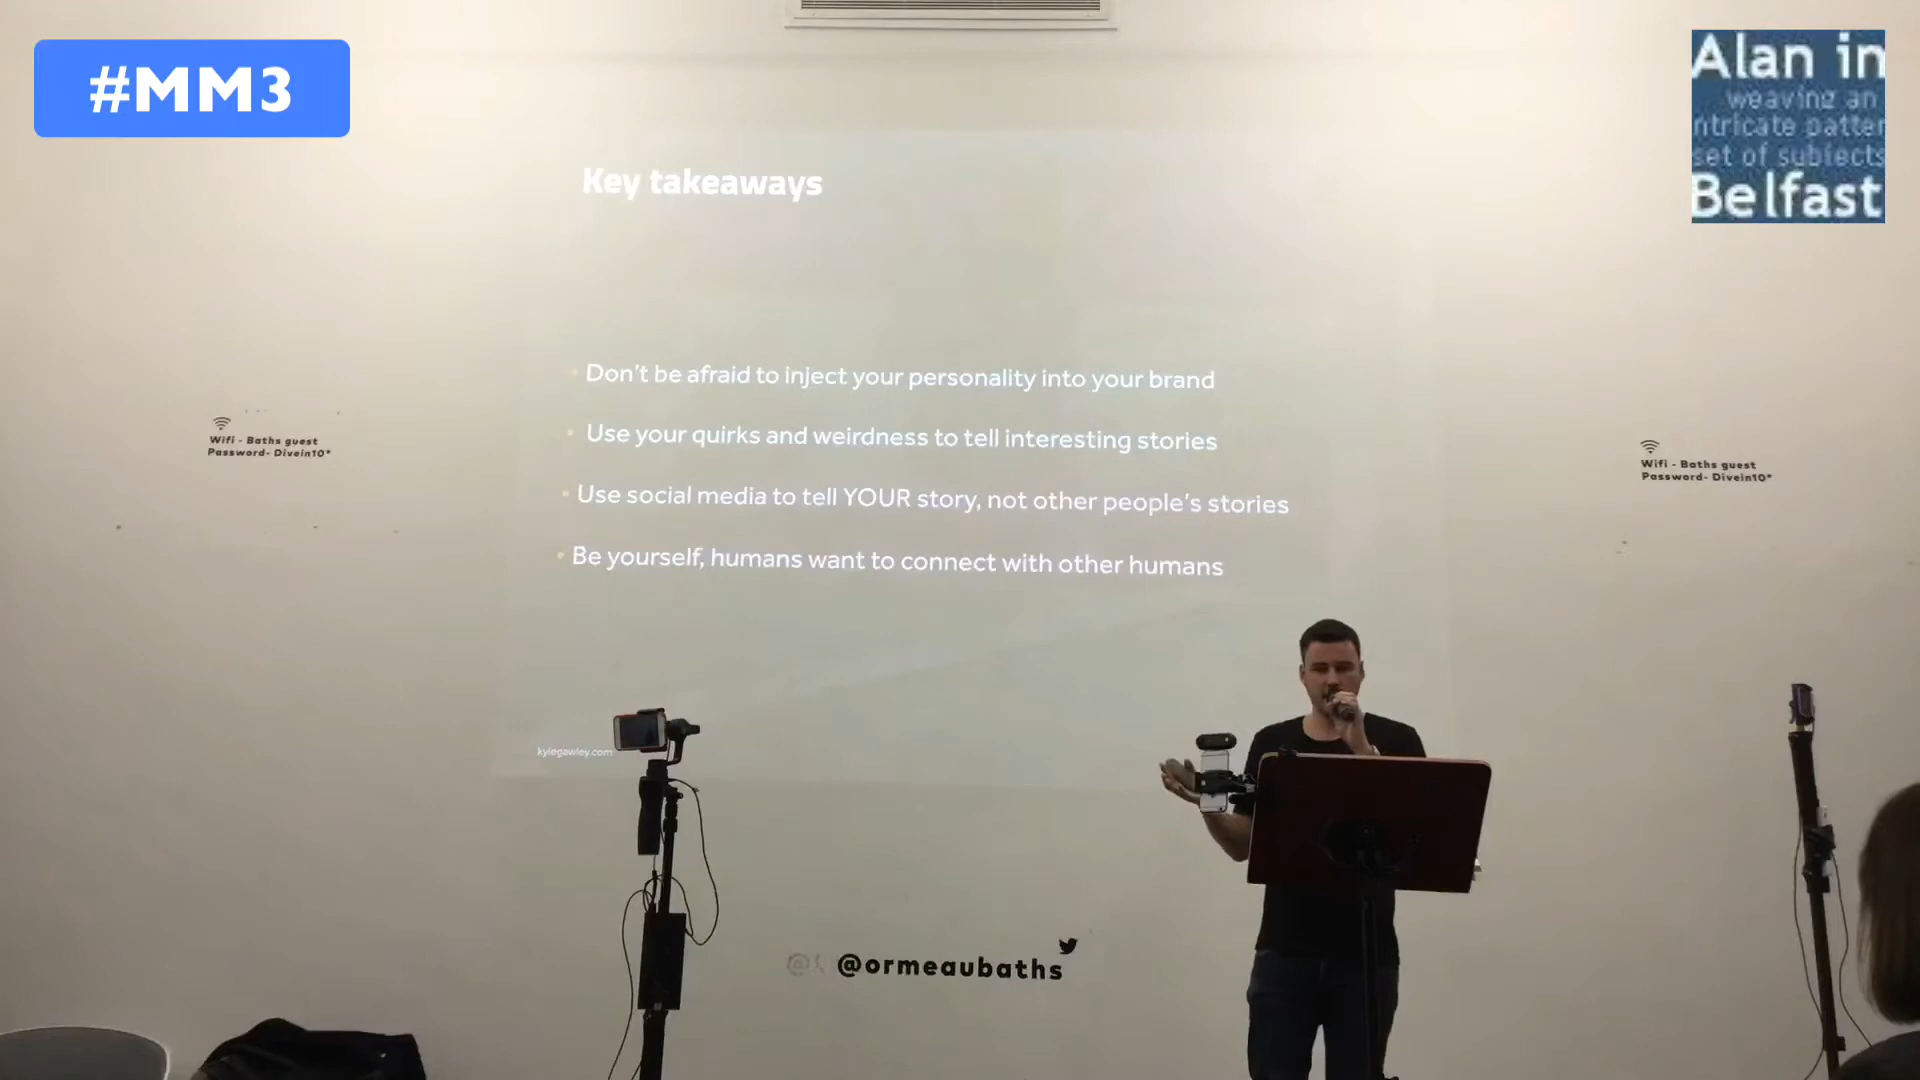 #MM3
Alan in
weaving an
ntricate patter
set of subjects
Belfast
Key takeaways
• Don't be afraid to inject your personality into your brand
• Use your quirks and weirdness to tell interesting stories
• Use social media to tell YOUR story, not other people's stories
• Be yourself, humans want to connect with other humans
Wifi - Baths guest
Password- Divein10*
Wifi - Baths guest
Password- Divein10*
kylegawley.com
@ormeaubaths